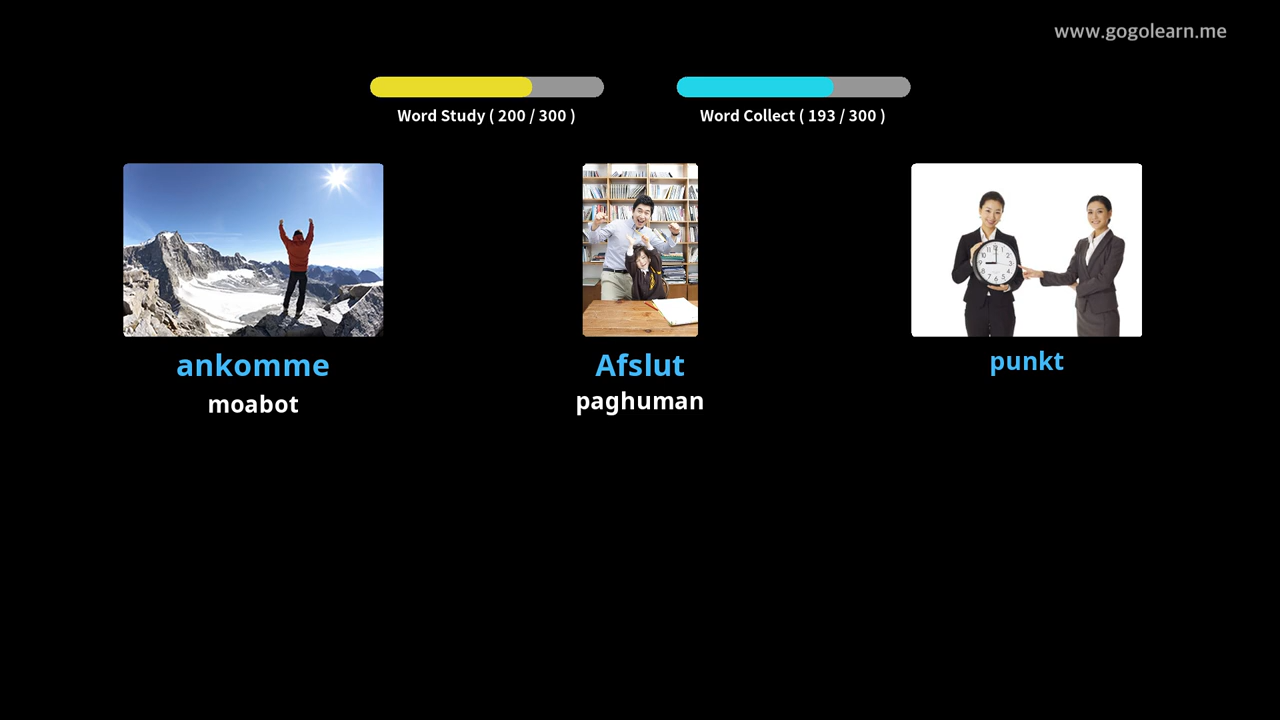 www.gogolearn.me
Word Study ( 200 / 300 )
Word Collect ( 193 / 300 )
ankomme
moabot
Afslut
paghuman
punkt